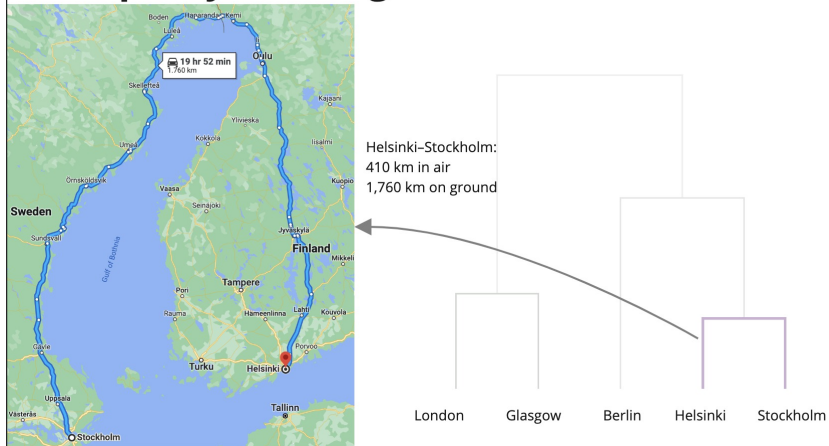 Boden
Haparanda
Kemi
Luleå
Oulu
19 hr 52 min
1.760 km
Skellefteå
Kajaani
Ylivieska
Kokkola
Iisalmi
Umeå
Örnsköldsvik
Vaasa
Kuopio
Seinäjoki
Sweden
Sundsvall
Jyväskylä
Finland
Gulf of Bothnia
Mikkeli
Tampere
Pori
Rauma
Hämeenlinna
Lahti
Kouvola
Gävle
Porvoo
Turku
Helsinki
Uppsala
Västerås
Tallinn
Stockholm
Helsinki–Stockholm:
410 km in air
1,760 km on ground
London
Glasgow
Berlin
Helsinki
Stockholm